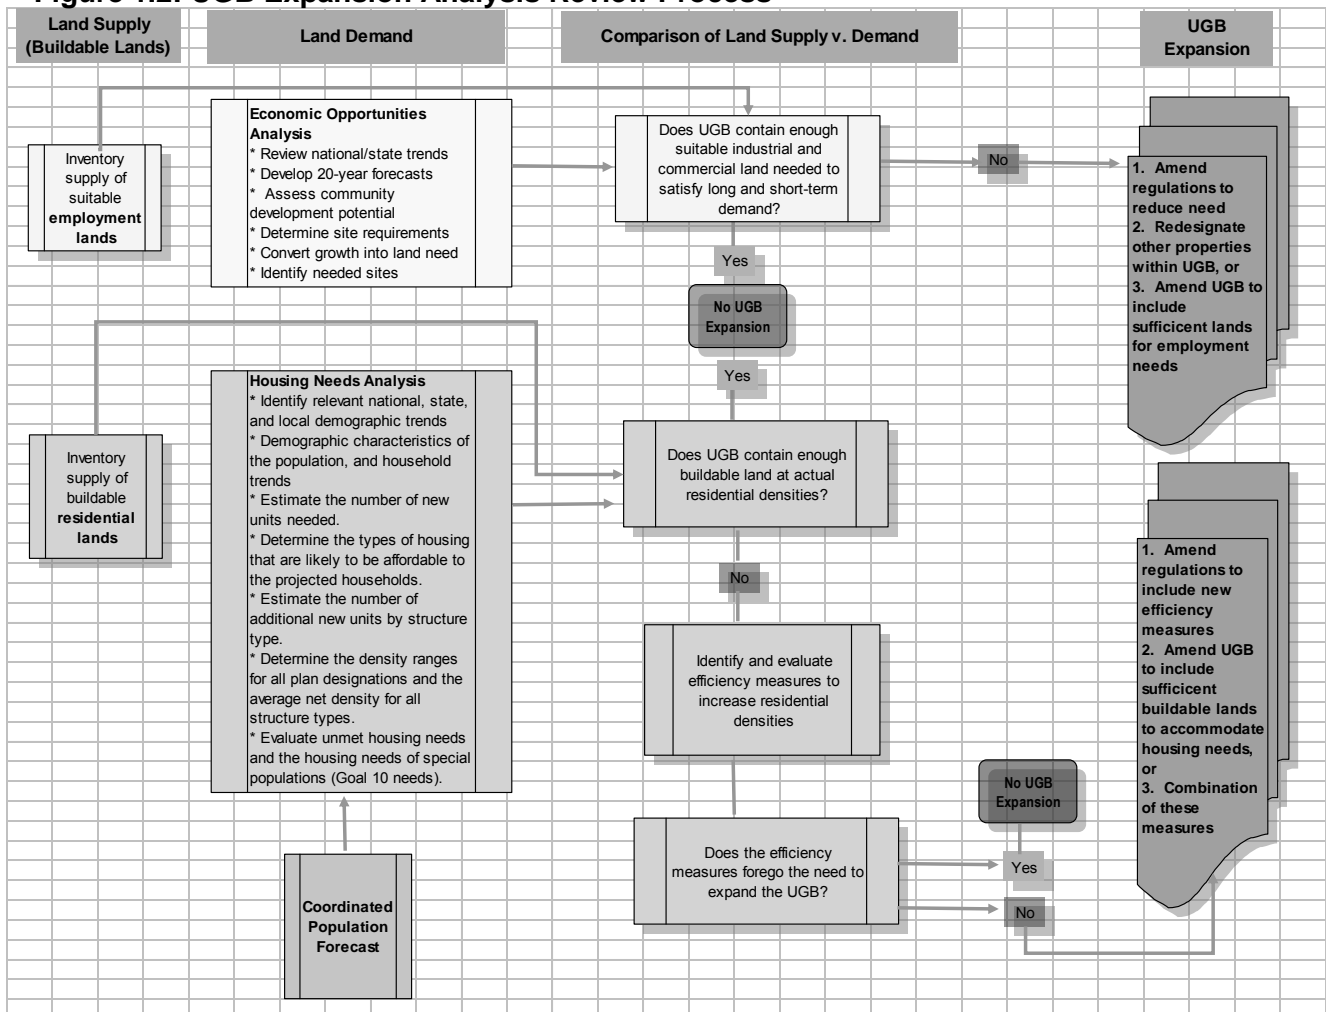 Figure 1.2: UGB Expansion Analysis Review Process
Land Supply
(Buildable Lands)
Land Demand
Comparison of Land Supply v. Demand
UGB
Expansion
Inventory
supply of
suitable
employment
lands
Economic Opportunities
Analysis
* Review national/state trends
* Develop 20-year forecasts
* Assess community
development potential
* Determine site requirements
* Convert growth into land need
* Identify needed sites
Does UGB contain enough
suitable industrial and
commercial land needed to
satisfy long and short-term
demand?
No
1. Amend
regulations to
reduce need
2. Redesignate
other properties
within UGB, or
3. Amend UGB to
include
sufficicent lands
for employment
needs
Yes
No UGB
Expansion
Yes
Inventory
supply of
buildable
residential
lands
Housing Needs Analysis
* Identify relevant national, state,
and local demographic trends
* Demographic characteristics of
the population, and household
trends
* Estimate the number of new
units needed.
* Determine the types of housing
that are likely to be affordable to
the projected households.
* Estimate the number of
additional new units by structure
type.
* Determine the density ranges
for all plan designations and the
average net density for all
structure types.
* Evaluate unmet housing needs
and the housing needs of special
populations (Goal 10 needs).
Does UGB contain enough
buildable land at actual
residential densities?
No
Identify and evaluate
efficiency measures to
increase residential
densities
1. Amend
regulations to
include new
efficiency
measures
2. Amend UGB
to include
sufficicent
buildable lands
to accommodate
housing needs,
or
3. Combination
of these
measures
No UGB
Expansion
Does the efficiency
measures forego the need to
expand the UGB?
Yes
No
Coordinated
Population
Forecast